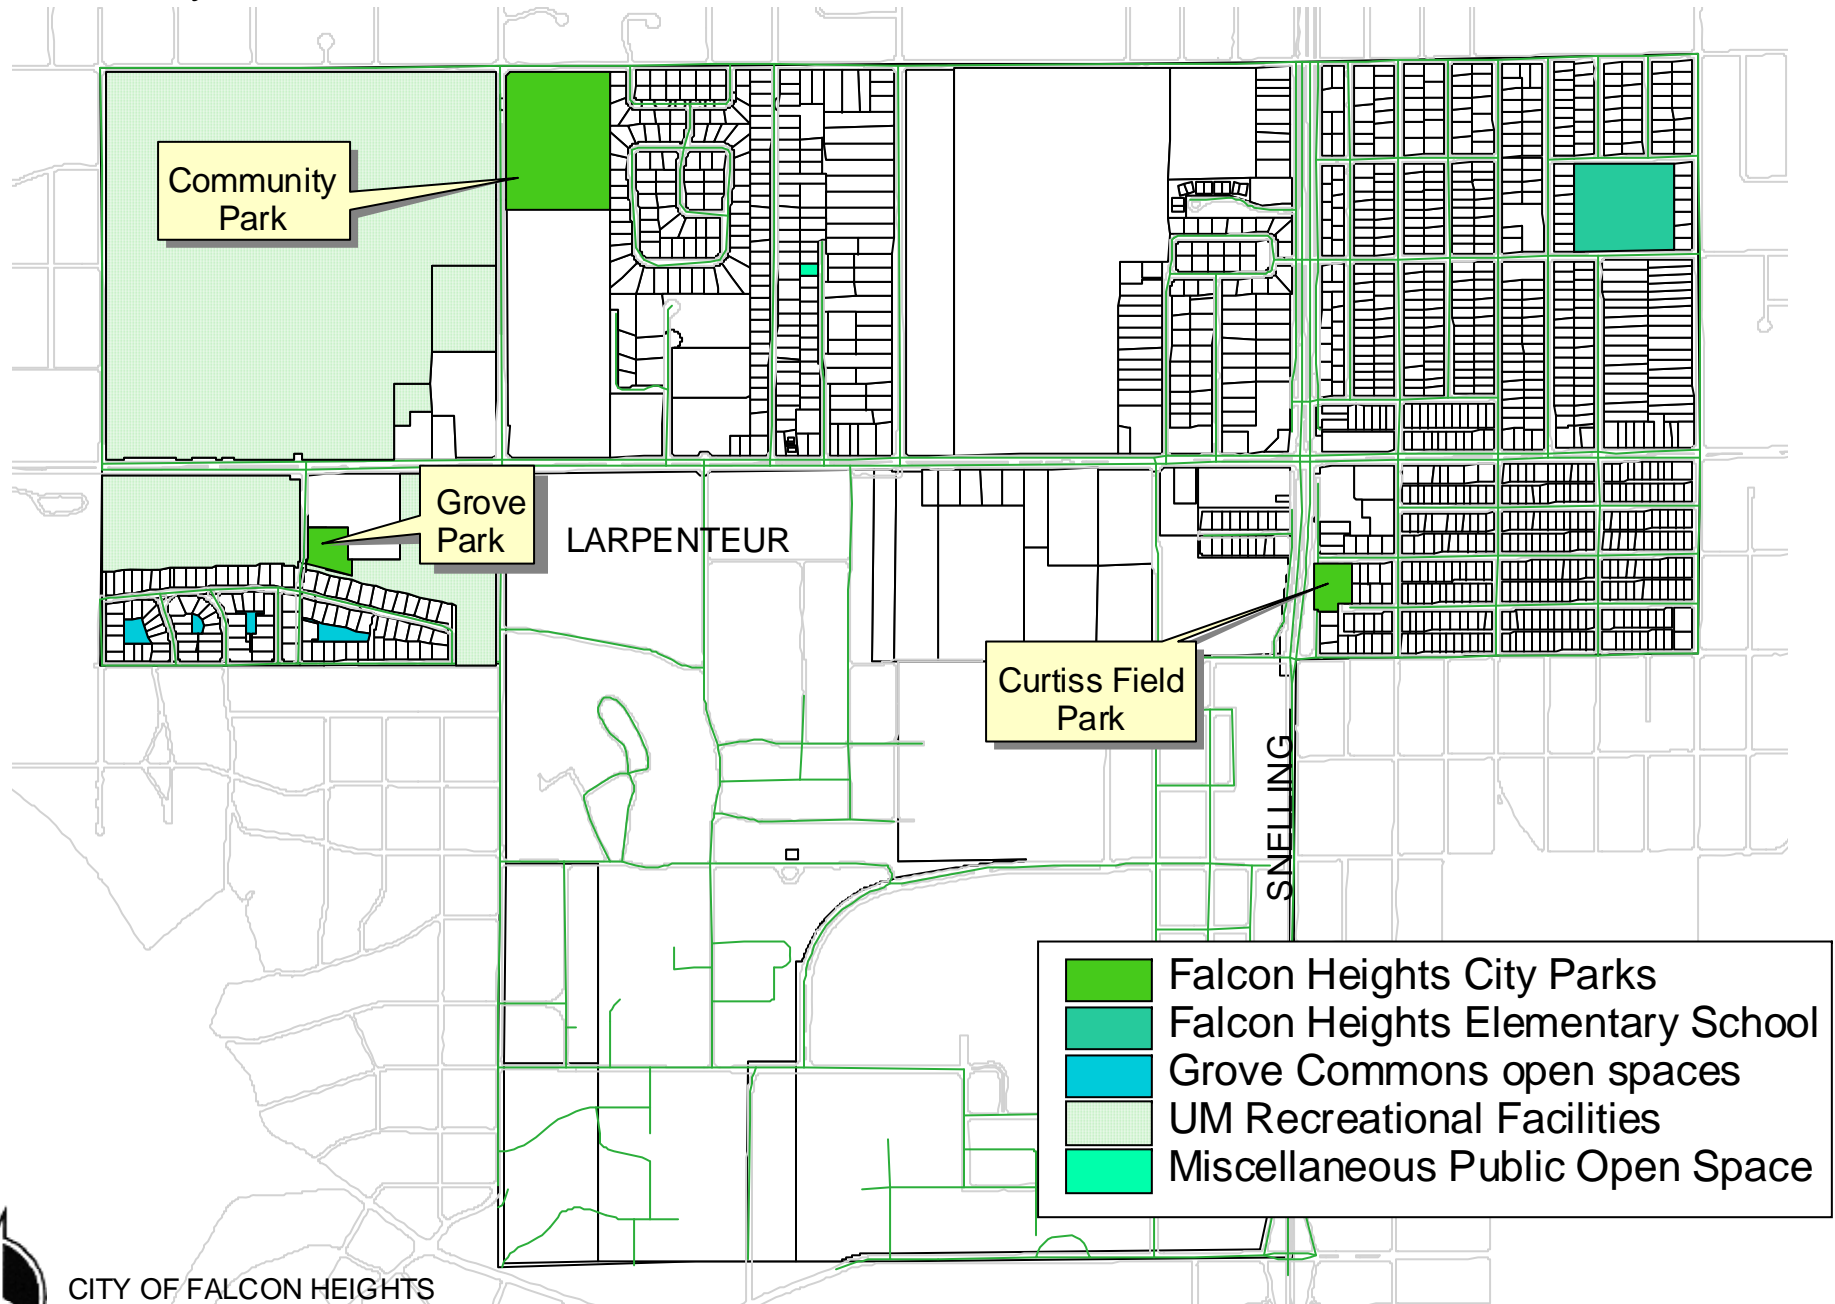 Community
Park
Grove
Park
LARPENTEUR
Curtiss Field
Park
SNELLING
Falcon Heights City Parks
Falcon Heights Elementary School
Grove Commons open spaces
UM Recreational Facilities
Miscellaneous Public Open Space
CITY OF FALCON HEIGHTS